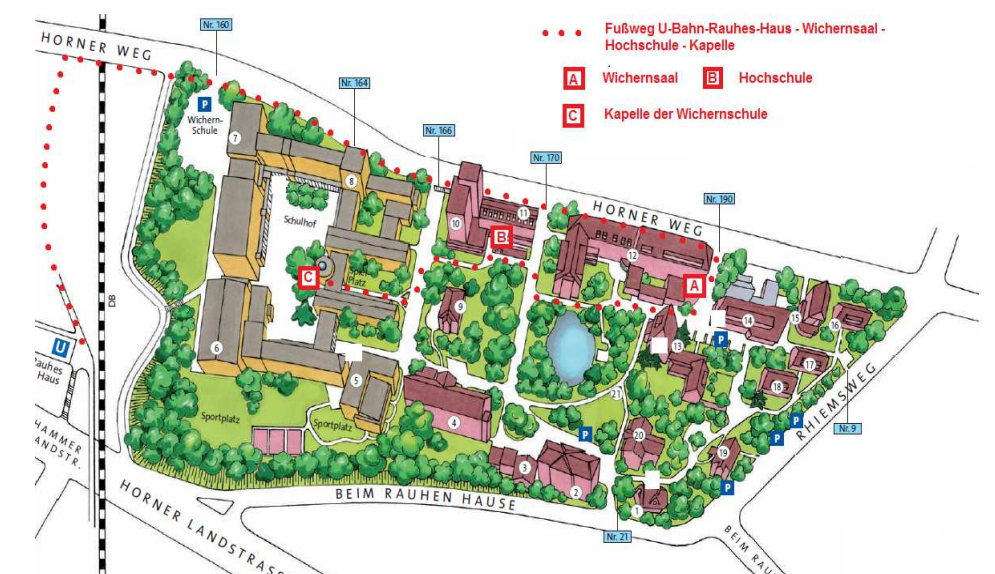 Nr. 160
Fußweg U-Bahn-Rauhes-Haus - Wichernsaal -
Hochschule - Kapelle
HORNER WEG
A Wichernsaal
B Hochschule
C Kapelle der Wichernschule
Nr. 164
P
Wichern-
Schule
7
Nr. 166
8
Nr. 170
Nr. 190
HORNER WEG
11
10
Schulhof
B
12
C
Platz
A
DB
9
14
15
16
U
Rauhes
Haus
6
13
P
17
5
18
21
RHIEMSWEG
Sportplatz
Sportplatz
4
P
20
P
P
Nr. 9
HAMMER
LANDSTR.
3
2
19
P
1
BEIM RAUHEN HAUSE
HORNER LANDSTRASS
Nr. 21
BEIM RAU